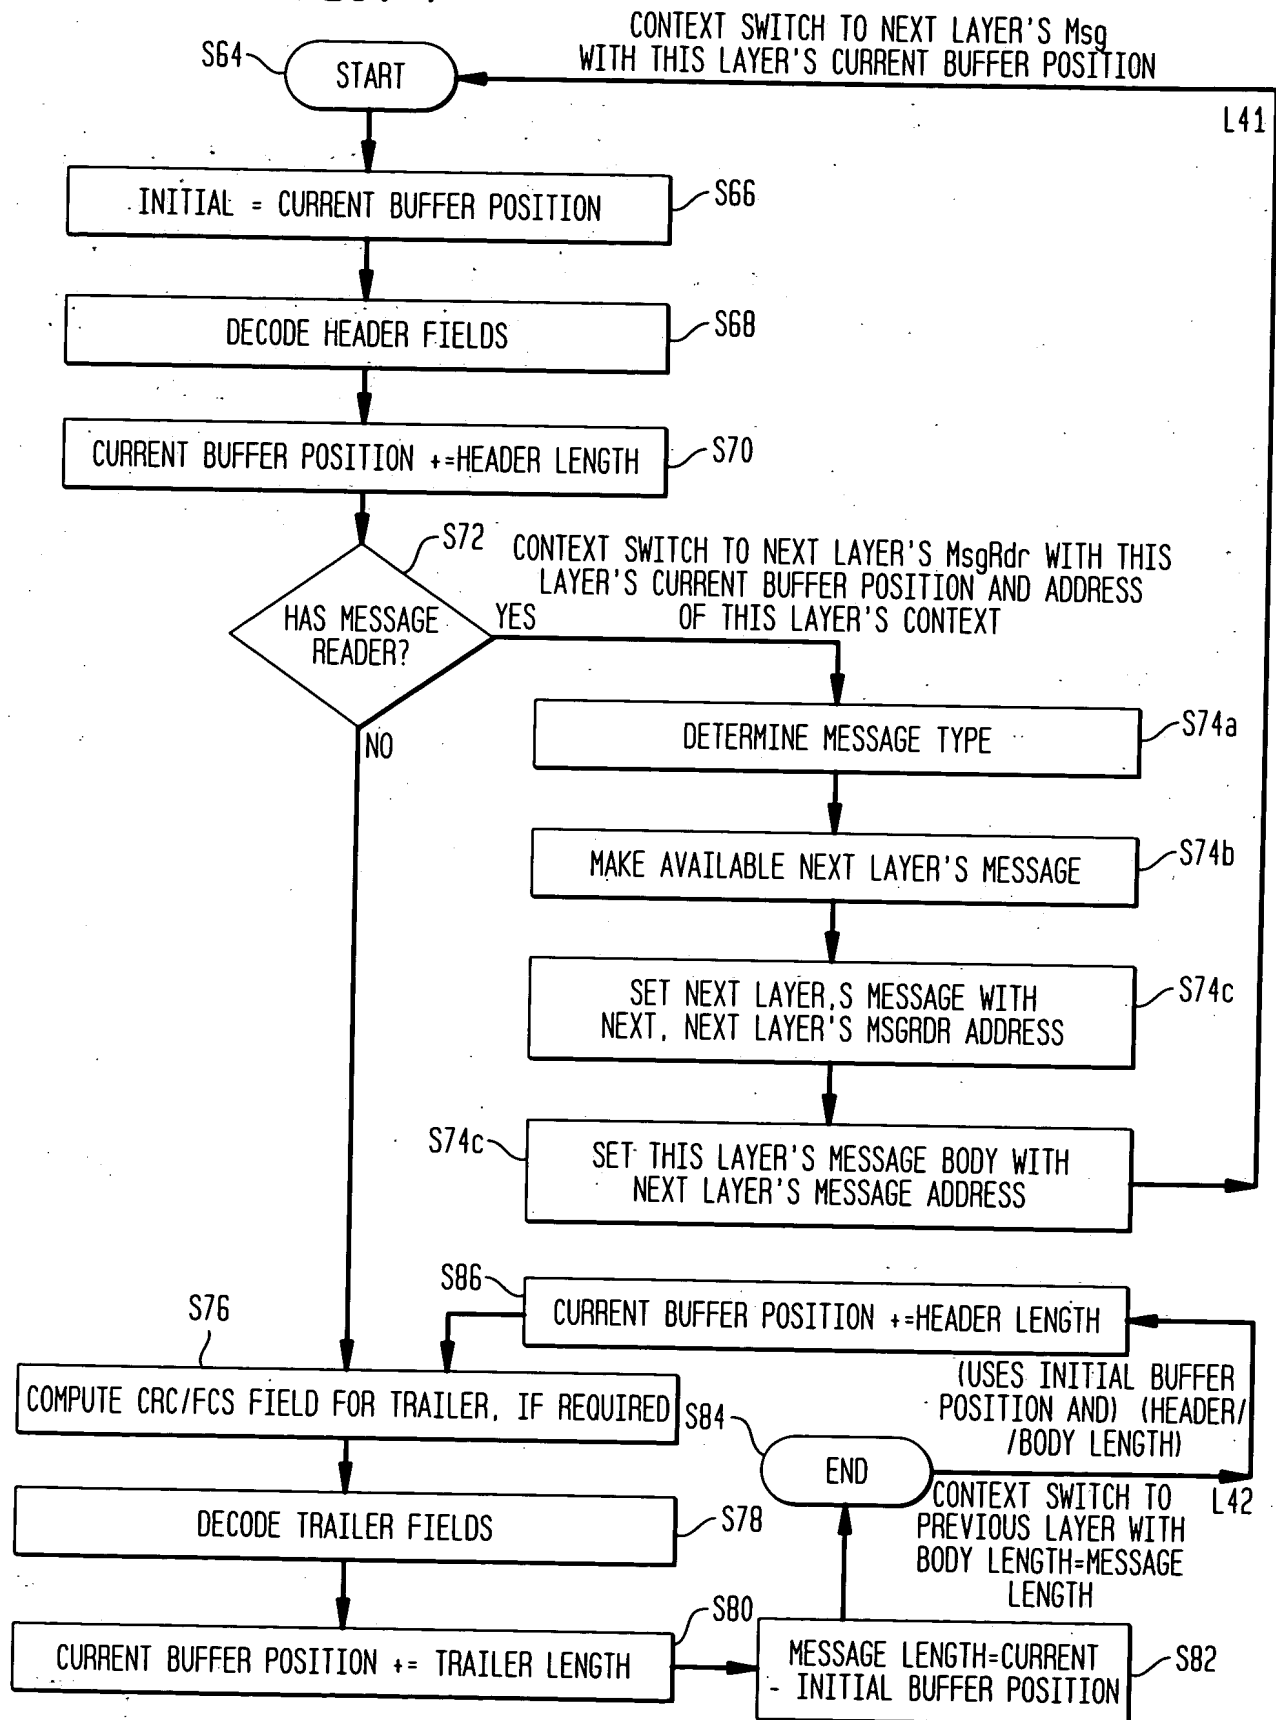 CONTEXT SWITCH TO NEXT LAYER'S Msg
WITH THIS LAYER'S CURRENT BUFFER POSITION
S64
START
L41
INITIAL = CURRENT BUFFER POSITION
S66
DECODE HEADER FIELDS
S68
CURRENT BUFFER POSITION +=HEADER LENGTH
S70
S72
CONTEXT SWITCH TO NEXT LAYER'S MsgRdr WITH THIS
LAYER'S CURRENT BUFFER POSITION AND ADDRESS
OF THIS LAYER'S CONTEXT
HAS MESSAGE
READER?
YES
NO
DETERMINE MESSAGE TYPE
S74a
MAKE AVAILABLE NEXT LAYER'S MESSAGE
S74b
SET NEXT LAYER,S MESSAGE WITH
NEXT, NEXT LAYER'S MSGRDR ADDRESS
S74c
S74c
SET THIS LAYER'S MESSAGE BODY WITH
NEXT LAYER'S MESSAGE ADDRESS
S86
CURRENT BUFFER POSITION +=HEADER LENGTH
S76
COMPUTE CRC/FCS FIELD FOR TRAILER, IF REQUIRED
(USES INITIAL BUFFER
POSITION AND) (HEADER/
/BODY LENGTH)
S84
END
L42
CONTEXT SWITCH TO
PREVIOUS LAYER WITH
BODY LENGTH=MESSAGE
LENGTH
DECODE TRAILER FIELDS
S78
CURRENT BUFFER POSITION += TRAILER LENGTH
S80
MESSAGE LENGTH=CURRENT
- INITIAL BUFFER POSITION
S82